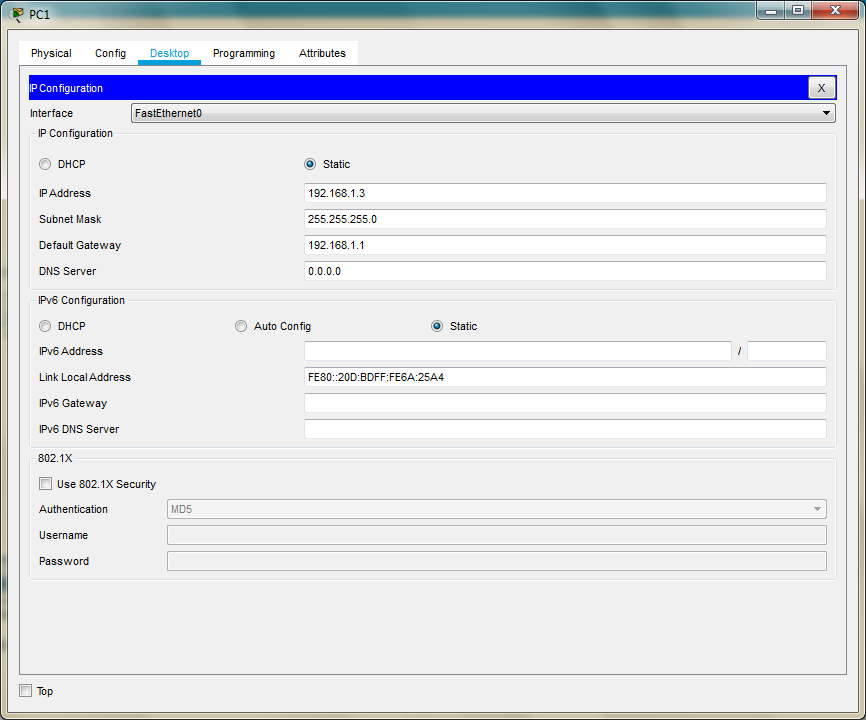 PC1
Physical Config Desktop Programming Attributes
IP Configuration X
Interface FastEthernet0
IP Configuration
DHCP Static
IP Address 192.168.1.3
Subnet Mask 255.255.255.0
Default Gateway 192.168.1.1
DNS Server 0.0.0.0
IPv6 Configuration
DHCP Auto Config Static
IPv6 Address /
Link Local Address FE80::20D:BDFF:FE6A:25A4
IPv6 Gateway
IPv6 DNS Server
802.1X
Use 802.1X Security
Authentication MD5
Username
Password
Top